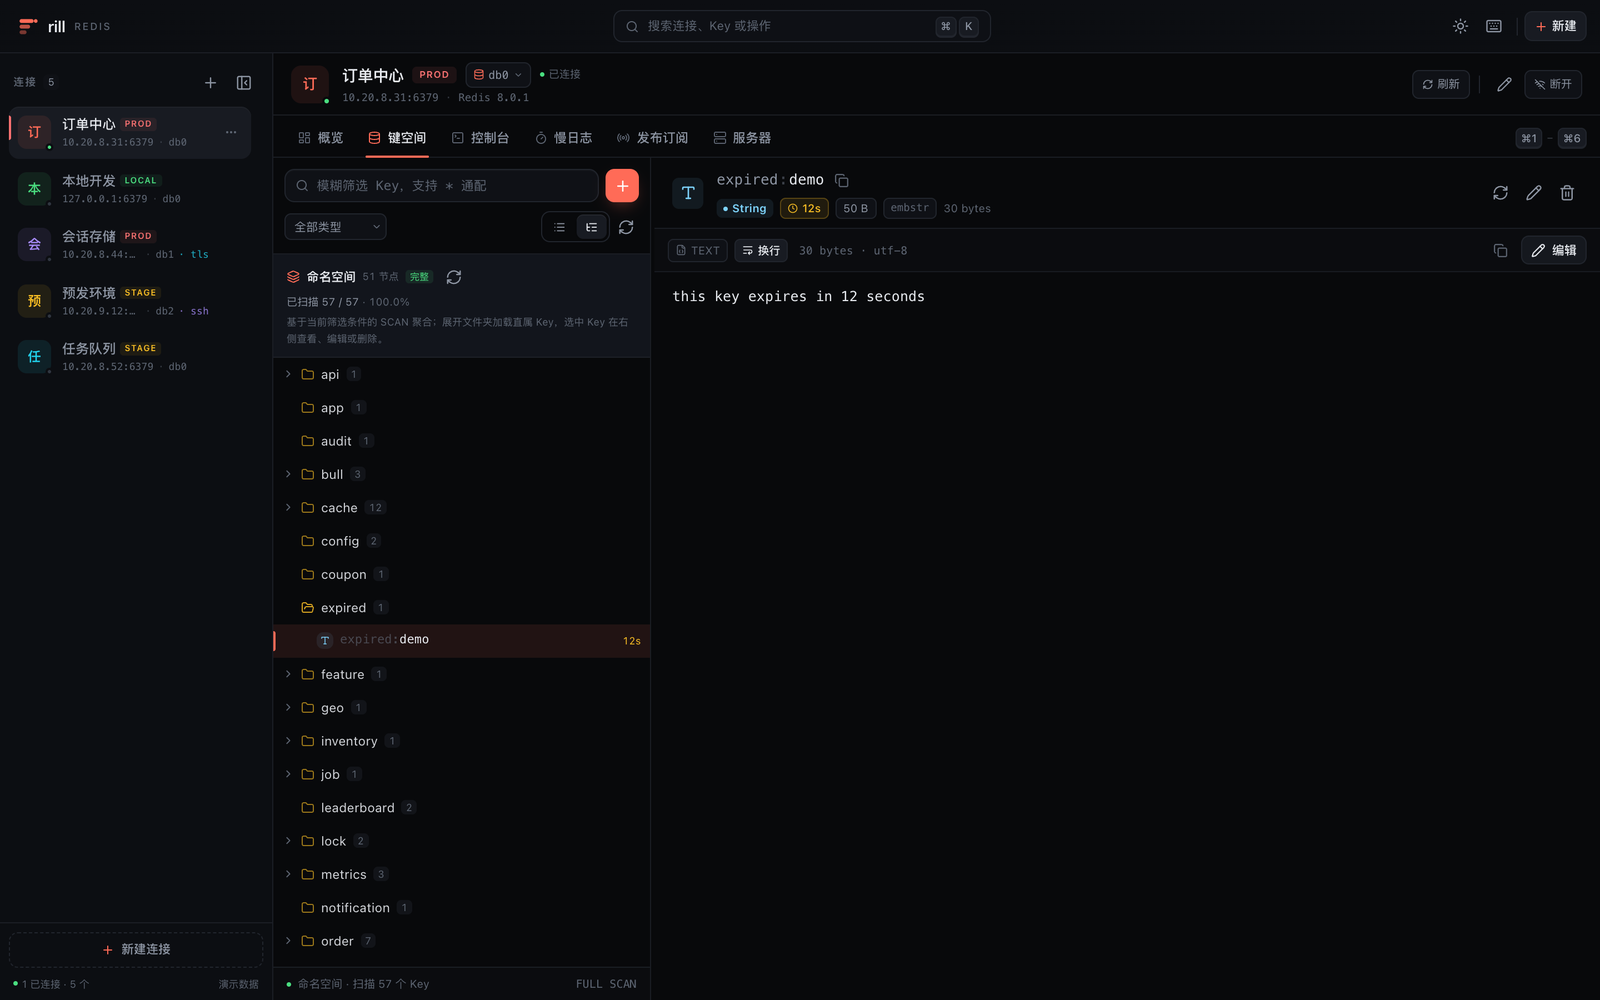 rill REDIS
搜索连接、Key 或操作 ⌘ K
+ 新建
连接 5
订单中心 PROD
10.20.8.31:6379 · db0
本地开发 LOCAL
127.0.0.1:6379 · db0
会话存储 PROD
10.20.8.44:… · db1 · tls
预发环境 STAGE
10.20.9.12:… · db2 · ssh
任务队列 STAGE
10.20.8.52:6379 · db0
订
本
会
预
任
+ 新建连接
1 已连接 · 5 个 演示数据
订
订单中心 PROD db0 已连接
10.20.8.31:6379 · Redis 8.0.1
刷新 断开
概览 键空间 控制台 慢日志 发布订阅 服务器 ⌘1 – ⌘6
模糊筛选 Key，支持 * 通配 +
全部类型
命名空间 51 节点 完整
已扫描 57 / 57 · 100.0%
基于当前筛选条件的 SCAN 聚合；展开文件夹加载直属 Key，选中 Key 在右
侧查看、编辑或删除。
api 1
app 1
audit 1
bull 3
cache 12
config 2
coupon 1
expired 1
T expired:demo 12s
feature 1
geo 1
inventory 1
job 1
leaderboard 2
lock 2
metrics 3
notification 1
order 7
命名空间 · 扫描 57 个 Key FULL SCAN
T expired:demo
String 12s 50 B embstr 30 bytes
TEXT 换行 30 bytes · utf-8 编辑
this key expires in 12 seconds